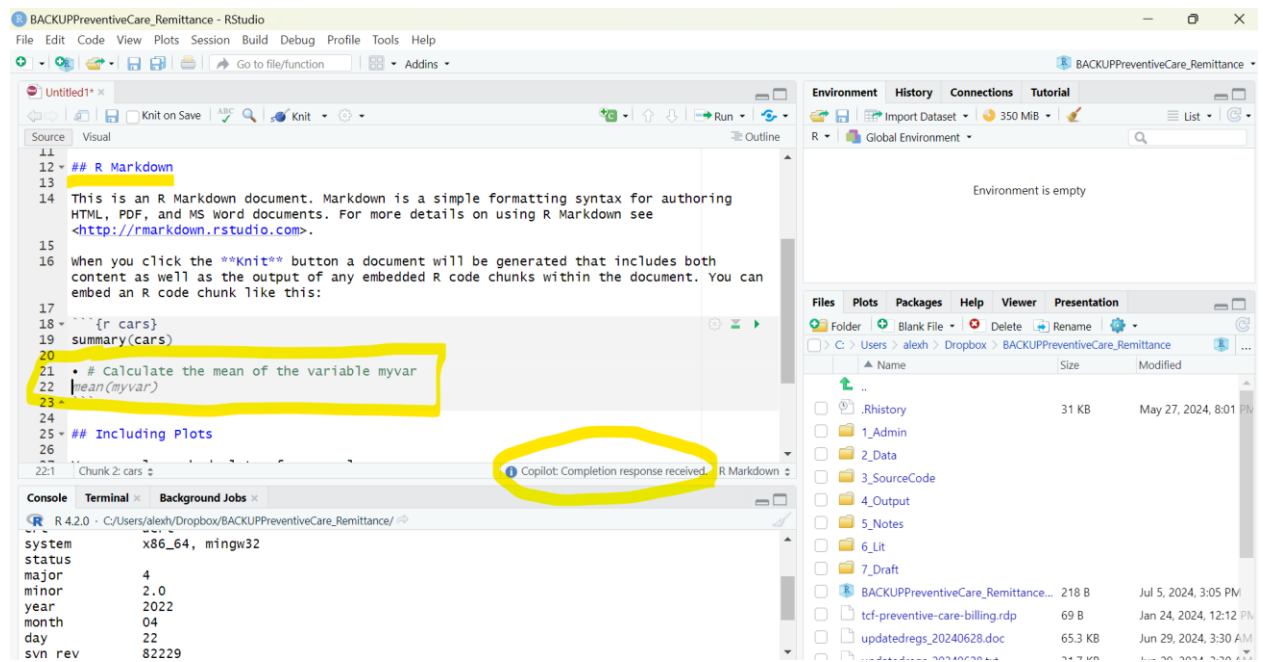 BACKUPPreventiveCare_Remittance - RStudio
File Edit Code View Plots Session Build Debug Profile Tools Help
Go to file/function
Addins
BACKUPPreventiveCare_Remittance
Untitled1*
Knit on Save
ABC
Knit
Run
Source Visual
Outline
11
12 ## R Markdown
13
14 This is an R Markdown document. Markdown is a simple formatting syntax for authoring
HTML, PDF, and MS Word documents. For more details on using R Markdown see
<http://rmarkdown.rstudio.com>.
15
16 When you click the **Knit** button a document will be generated that includes both
content as well as the output of any embedded R code chunks within the document. You can
embed an R code chunk like this:
17
18 ```{r cars}
19 summary(cars)
20
21 • # Calculate the mean of the variable myvar
22 mean(myvar)
23 ```
24
25 ## Including Plots
26
22:1 Chunk 2: cars
Copilot: Completion response received.
R Markdown
Console Terminal Background Jobs
R 4.2.0 · C:/Users/alexh/Dropbox/BACKUPPreventiveCare_Remittance/
system x86_64, mingw32
status
major 4
minor 2.0
year 2022
month 04
day 22
svn rev 82229
Environment History Connections Tutorial
Import Dataset
350 MiB
List
R
Global Environment
Environment is empty
Files Plots Packages Help Viewer Presentation
Folder Blank File Delete Rename
C: > Users > alexh > Dropbox > BACKUPPreventiveCare_Remittance
...
Name Size Modified
..
.Rhistory 31 KB May 27, 2024, 8:01 PM
1_Admin
2_Data
3_SourceCode
4_Output
5_Notes
6_Lit
7_Draft
BACKUPPreventiveCare_Remittance... 218 B Jul 5, 2024, 3:05 PM
tcf-preventive-care-billing.rdp 69 B Jan 24, 2024, 12:12 PM
updatedregs_20240628.doc 65.3 KB Jun 29, 2024, 3:30 AM